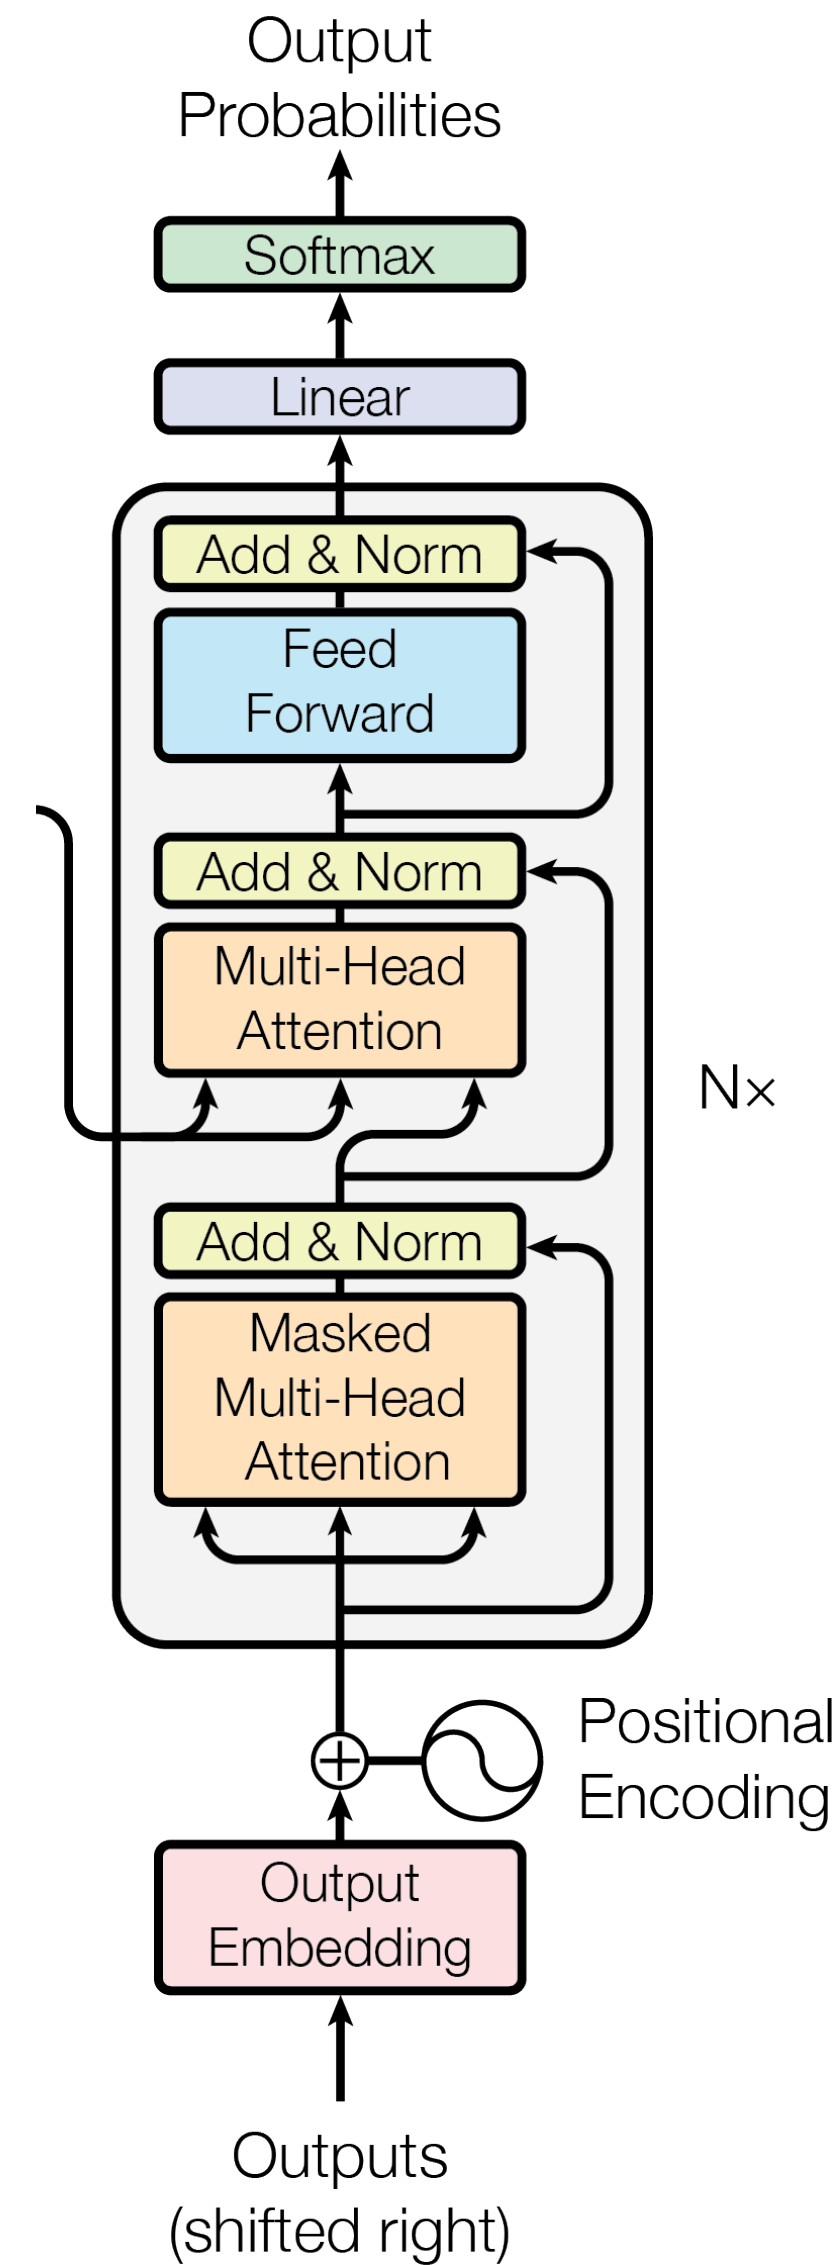 Output
Probabilities
Softmax
Linear
Add & Norm
Feed
Forward
Add & Norm
Multi-Head
Attention
N×
Add & Norm
Masked
Multi-Head
Attention
Positional
Encoding
Output
Embedding
Outputs
(shifted right)